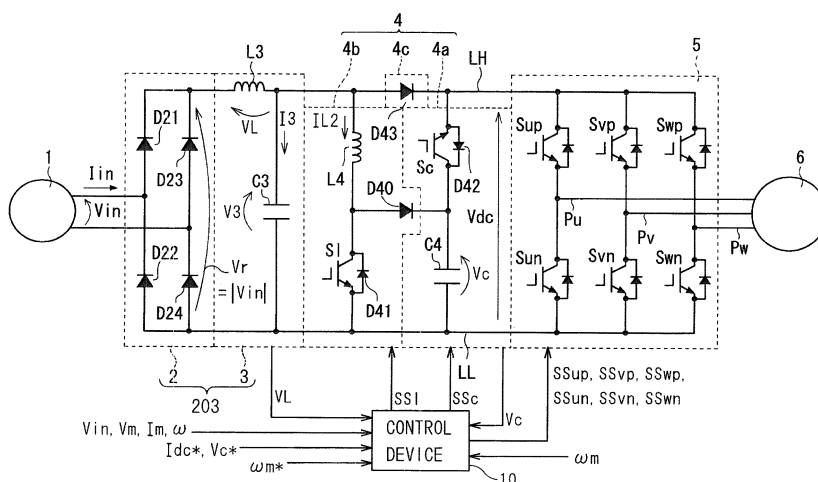 4
4b 4c 4a
L3
LH
5
D21
D23
VL
I3
IL2
D43
L4
Sc
D42
Sup
Svp
Swp
1
Iin
Vin
C3
V3
D40
Vdc
6
Pu
Pv
Pw
D22
D24
Vr
=|Vin|
Sl
D41
C4
Vc
Sun
Svn
Swn
2 3
203
LL
VL
SSl
SSc
Vc
SSup, SSvp, SSwp,
SSun, SSvn, SSwn
Vin, Vm, Im, ω
Idc*, Vc*
ωm*
CONTROL
DEVICE
ωm
10